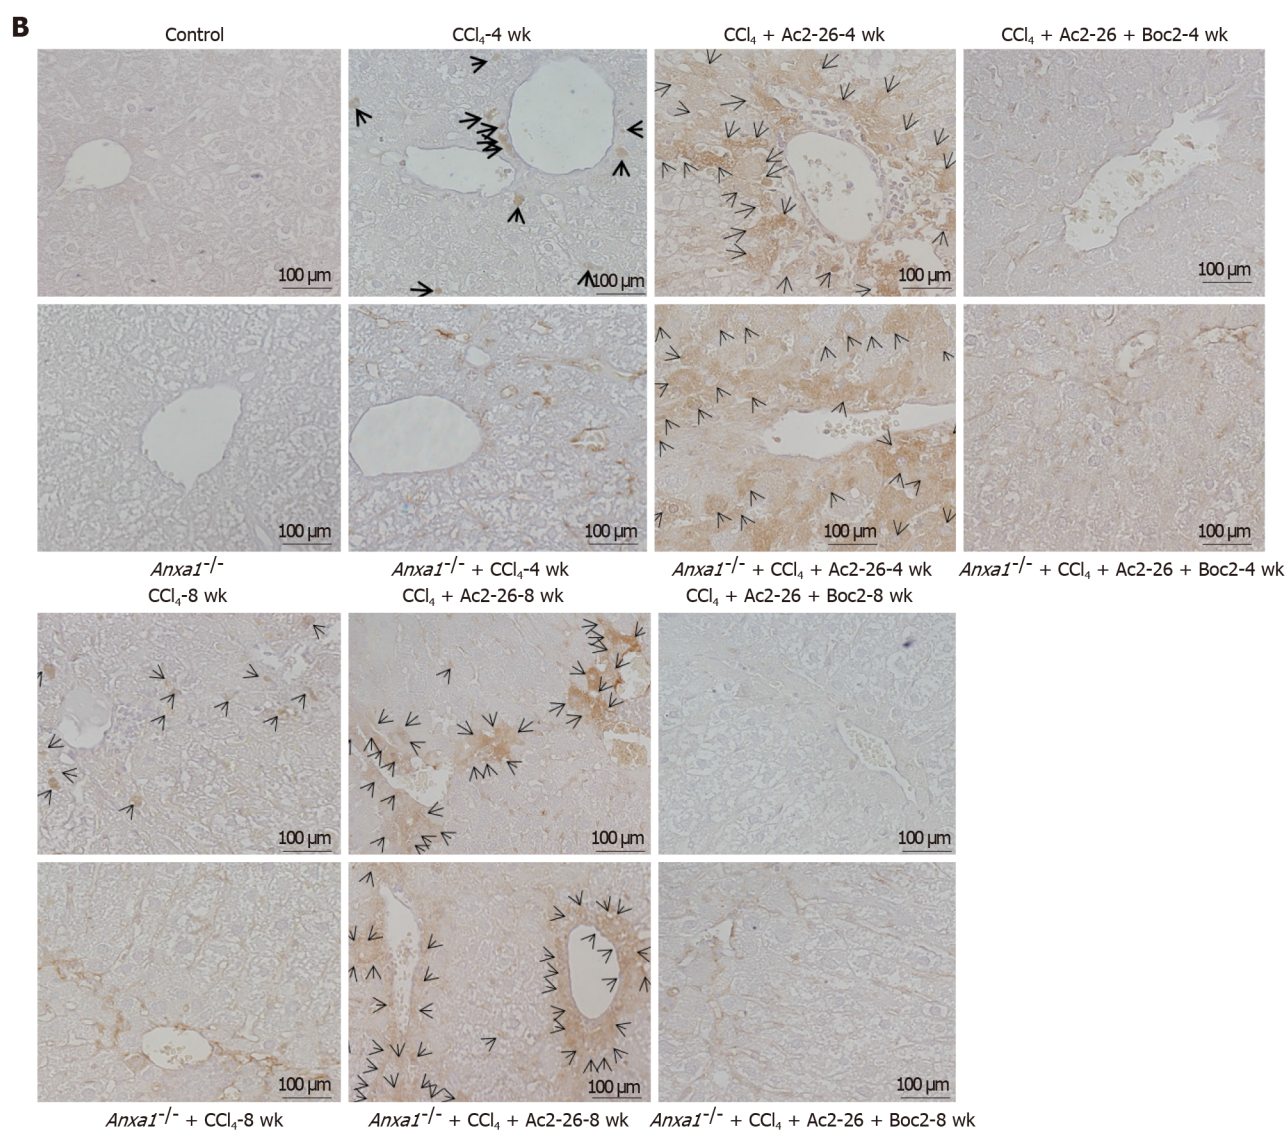 B
Control CCl₄-4 wk CCl₄ + Ac2-26-4 wk CCl₄ + Ac2-26 + Boc2-4 wk
100 µm 100 µm 100 µm 100 µm
100 µm 100 µm 100 µm 100 µm
Anxa1⁻/⁻ Anxa1⁻/⁻ + CCl₄-4 wk Anxa1⁻/⁻ + CCl₄ + Ac2-26-4 wk Anxa1⁻/⁻ + CCl₄ + Ac2-26 + Boc2-4 wk
CCl₄-8 wk CCl₄ + Ac2-26-8 wk CCl₄ + Ac2-26 + Boc2-8 wk
100 µm 100 µm 100 µm
100 µm 100 µm 100 µm
Anxa1⁻/⁻ + CCl₄-8 wk Anxa1⁻/⁻ + CCl₄ + Ac2-26-8 wk Anxa1⁻/⁻ + CCl₄ + Ac2-26 + Boc2-8 wk